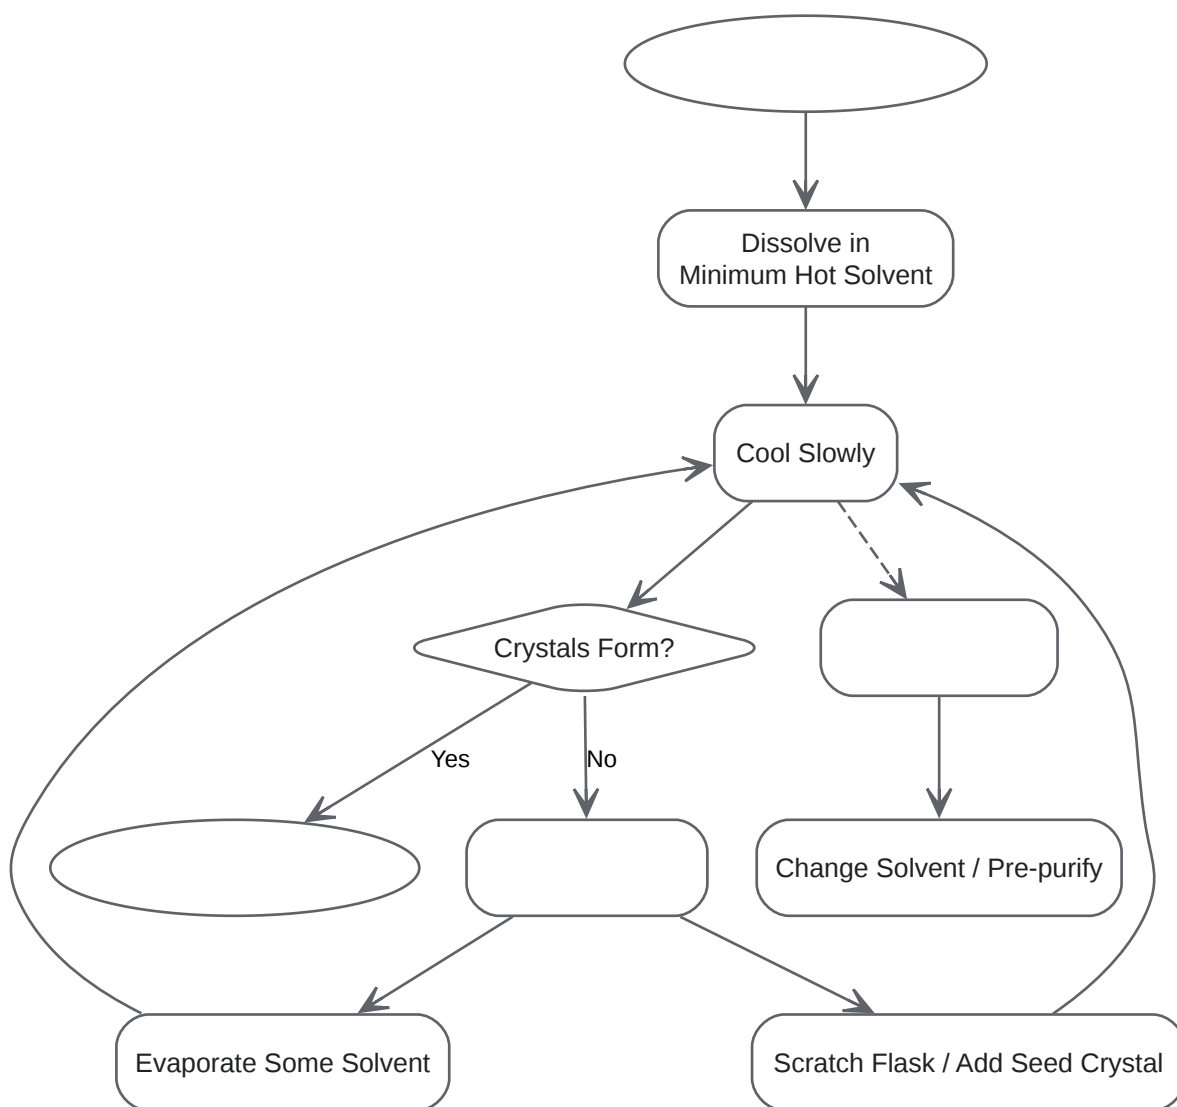 Dissolve in
Minimum Hot Solvent
Cool Slowly
Crystals Form?
Yes
No
Change Solvent / Pre-purify
Evaporate Some Solvent
Scratch Flask / Add Seed Crystal